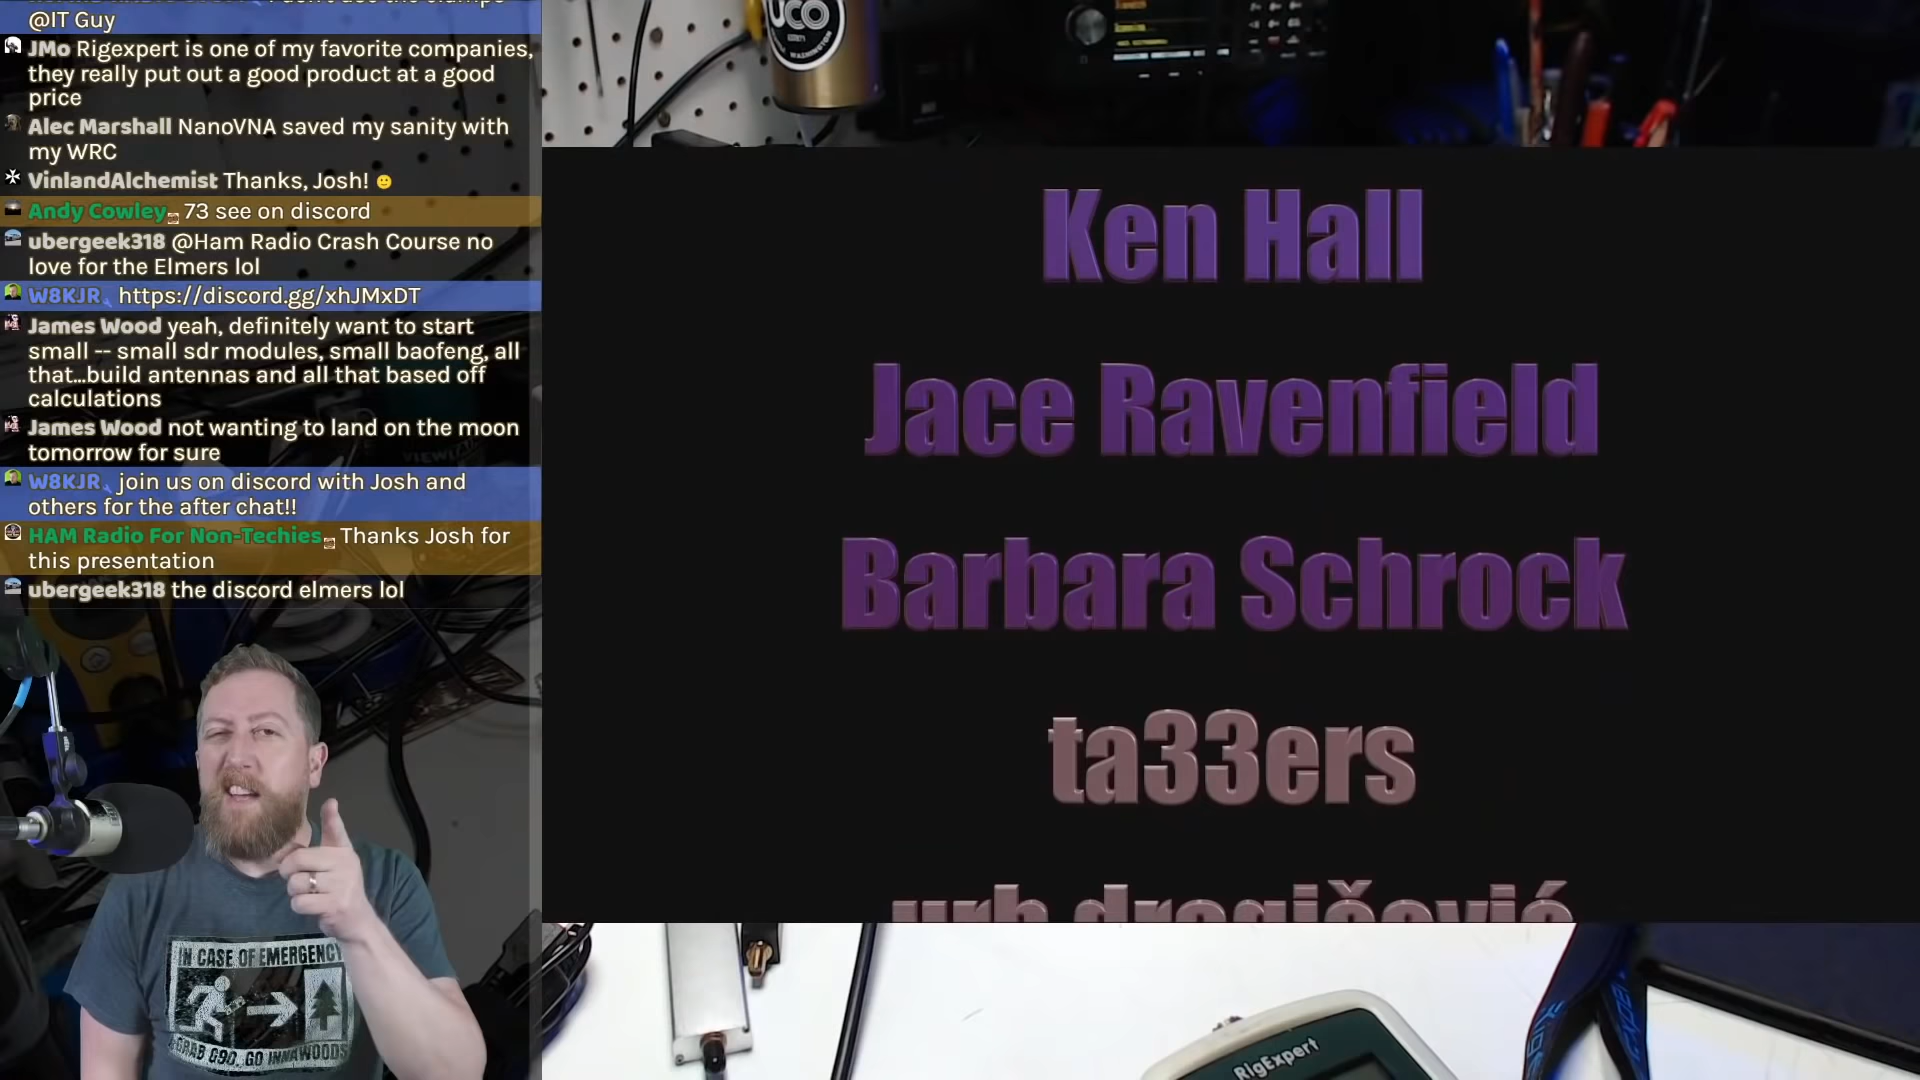 @IT Guy
JMo Rigexpert is one of my favorite companies,
they really put out a good product at a good
price
Alec Marshall NanoVNA saved my sanity with
my WRC
VinlandAlchemist Thanks, Josh!
Andy Cowley 73 see on discord
ubergeek318 @Ham Radio Crash Course no
love for the Elmers lol
W8KJR https://discord.gg/xhJMxDT
James Wood yeah, definitely want to start
small -- small sdr modules, small baofeng, all
that...build antennas and all that based off
calculations
James Wood not wanting to land on the moon
tomorrow for sure
W8KJR join us on discord with Josh and
others for the after chat!!
HAM Radio For Non-Techies Thanks Josh for
this presentation
ubergeek318 the discord elmers lol
IN CASE OF EMERGENCY
GRAB G90, GO INNAWOODS
UCO
Ken Hall
Jace Ravenfield
Barbara Schrock
ta33ers
urh dragičević
RigExpert